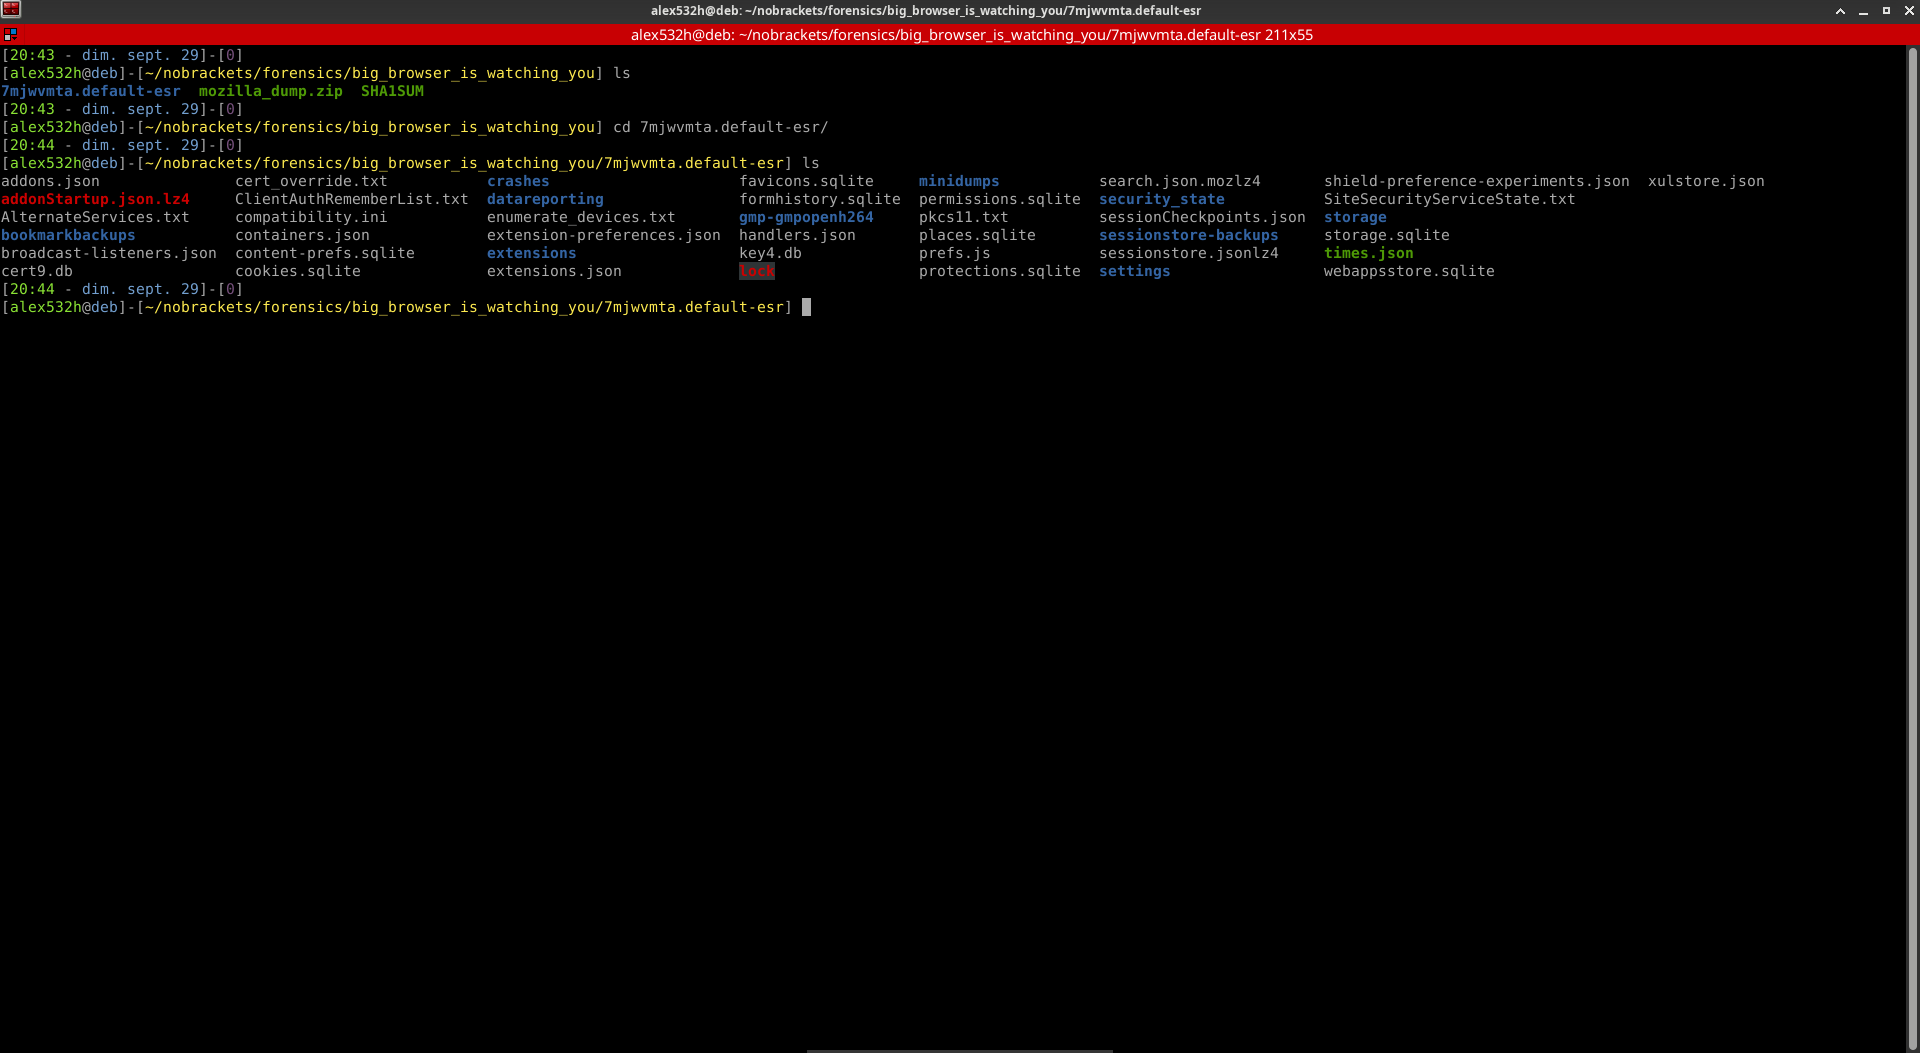 alex532h@deb: ~/nobrackets/forensics/big_browser_is_watching_you/7mjwvmta.default-esr
alex532h@deb: ~/nobrackets/forensics/big_browser_is_watching_you/7mjwvmta.default-esr 211x55
[20:43 - dim. sept. 29]-[0]
[alex532h@deb]-[~/nobrackets/forensics/big_browser_is_watching_you] ls
7mjwvmta.default-esr  mozilla_dump.zip  SHA1SUM
[20:43 - dim. sept. 29]-[0]
[alex532h@deb]-[~/nobrackets/forensics/big_browser_is_watching_you] cd 7mjwvmta.default-esr/
[20:44 - dim. sept. 29]-[0]
[alex532h@deb]-[~/nobrackets/forensics/big_browser_is_watching_you/7mjwvmta.default-esr] ls
addons.json               cert_override.txt           crashes                     favicons.sqlite     minidumps           search.json.mozlz4       shield-preference-experiments.json  xulstore.json
addonStartup.json.lz4     ClientAuthRememberList.txt  datareporting               formhistory.sqlite  permissions.sqlite  security_state           SiteSecurityServiceState.txt
AlternateServices.txt     compatibility.ini           enumerate_devices.txt       gmp-gmpopenh264     pkcs11.txt          sessionCheckpoints.json  storage
bookmarkbackups           containers.json             extension-preferences.json  handlers.json       places.sqlite       sessionstore-backups     storage.sqlite
broadcast-listeners.json  content-prefs.sqlite        extensions                  key4.db             prefs.js            sessionstore.jsonlz4     times.json
cert9.db                  cookies.sqlite              extensions.json             lock                protections.sqlite  settings                 webappsstore.sqlite
[20:44 - dim. sept. 29]-[0]
[alex532h@deb]-[~/nobrackets/forensics/big_browser_is_watching_you/7mjwvmta.default-esr]